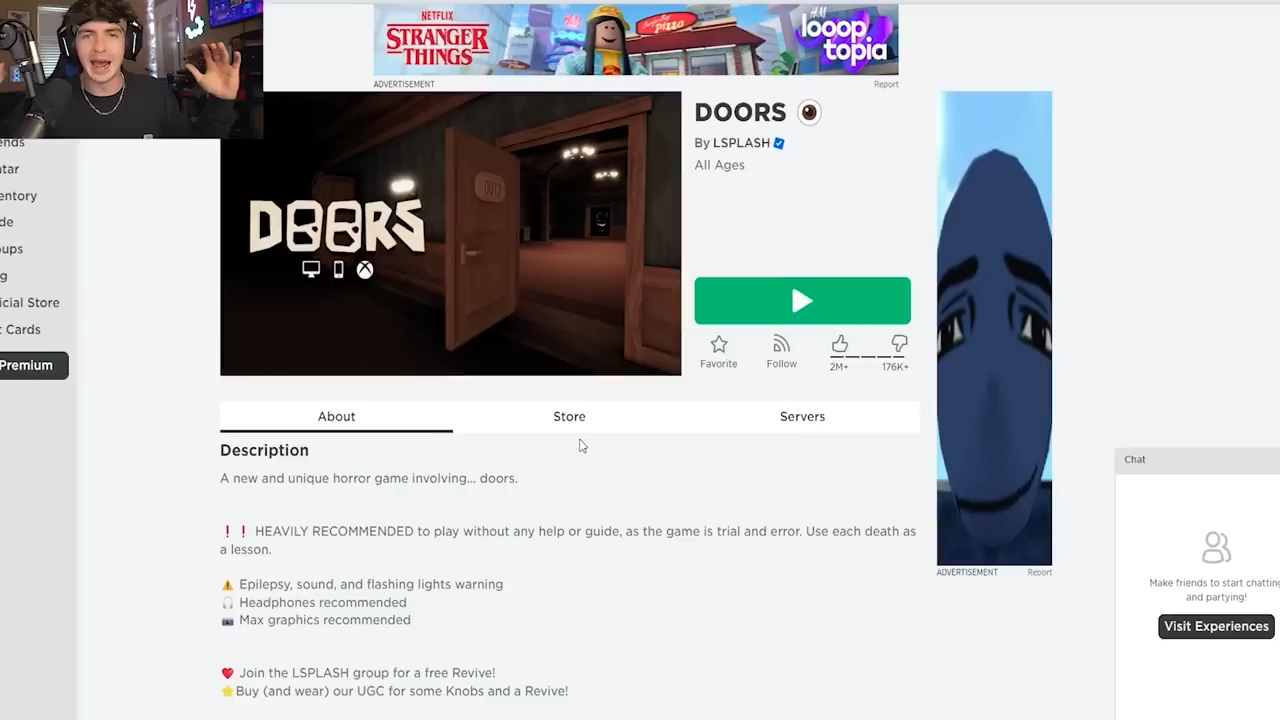 NETFLIX
STRANGER
THINGS
Surfer Boy
PIZZA
H&M
looop
topia
ADVERTISEMENT
Report
DOORS
DOORS
By LSPLASH
All Ages
ends
tar
entory
de
oups
g
icial Store
t Cards
Premium
Favorite
Follow
2M+
176K+
About
Store
Servers
Description
A new and unique horror game involving... doors.
❗❗ HEAVILY RECOMMENDED to play without any help or guide, as the game is trial and error. Use each death as
a lesson.
⚠️ Epilepsy, sound, and flashing lights warning
🎧 Headphones recommended
📷 Max graphics recommended
❤️ Join the LSPLASH group for a free Revive!
⭐Buy (and wear) our UGC for some Knobs and a Revive!
ADVERTISEMENT
Report
Chat
Make friends to start chatting
and partying!
Visit Experiences